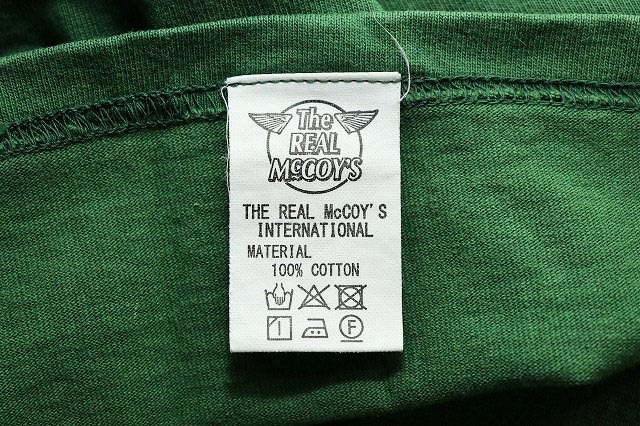 The
REAL
McCOY'S
THE REAL McCOY'S
INTERNATIONAL
MATERIAL
100% COTTON
F